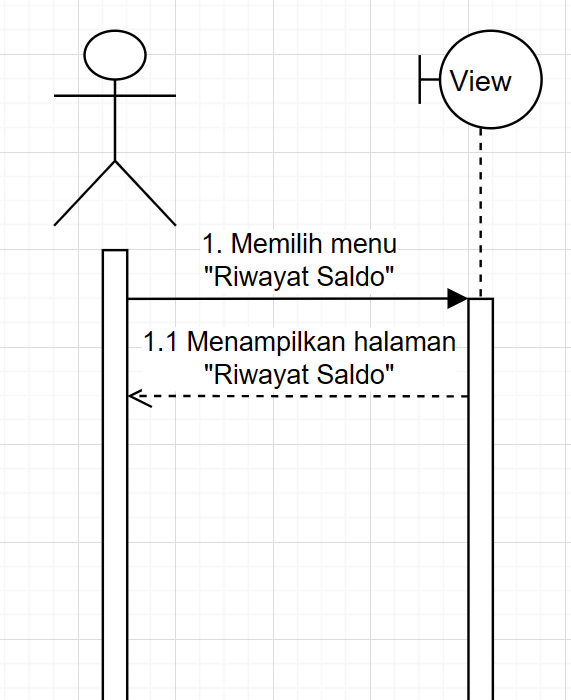 View
1. Memilih menu
"Riwayat Saldo"
1.1 Menampilkan halaman
"Riwayat Saldo"